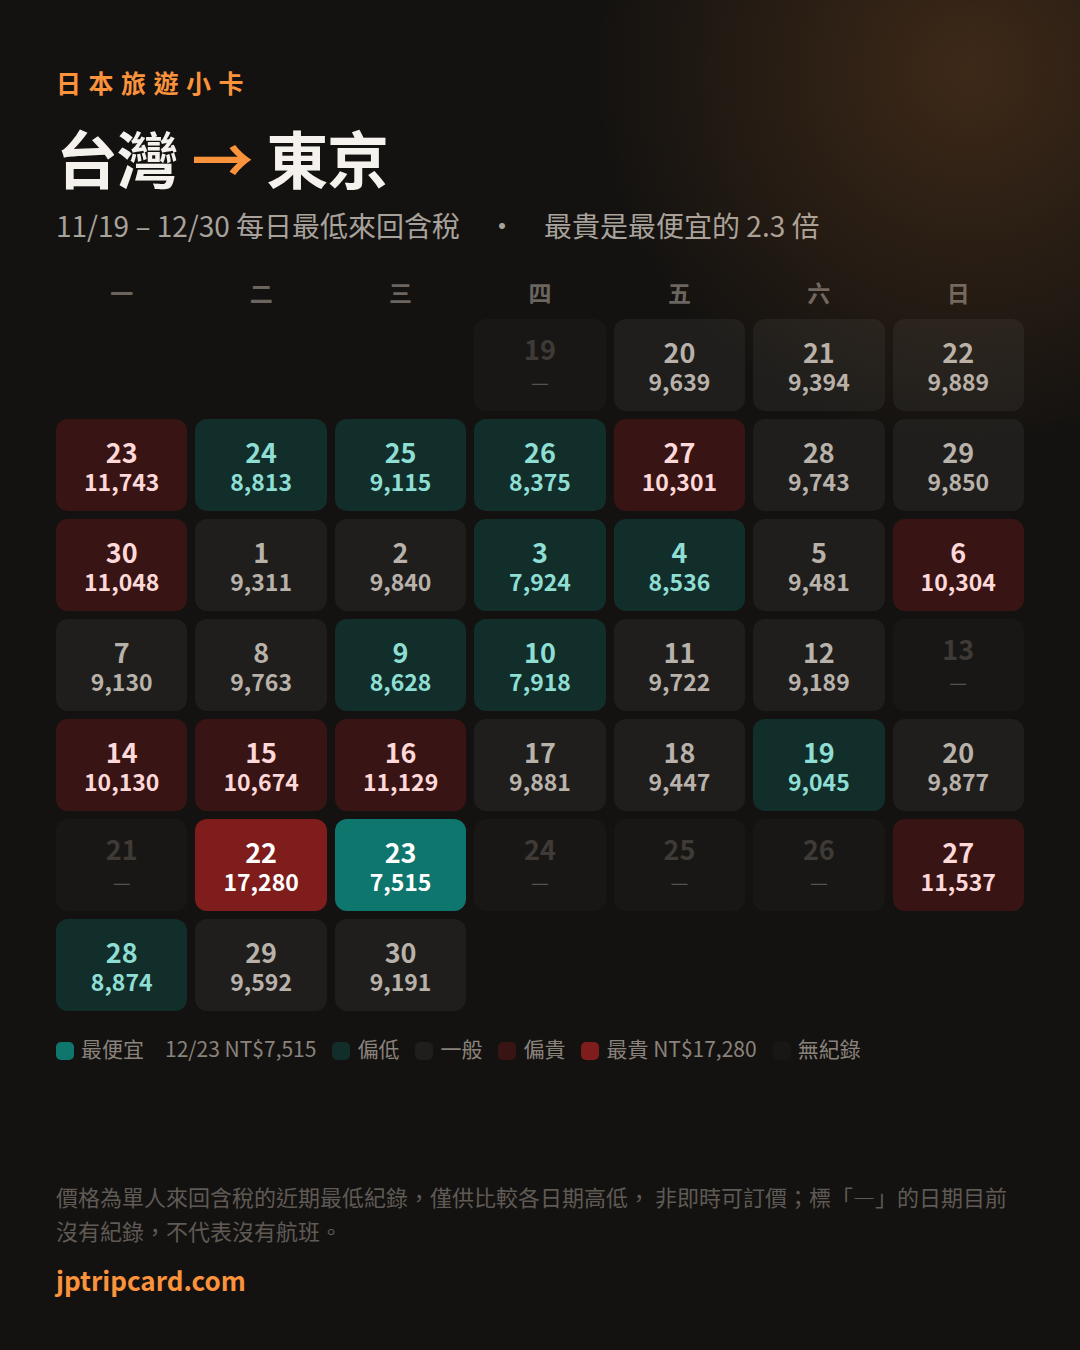 日本旅遊小卡
台灣 → 東京
11/19 – 12/30 每日最低來回含稅 ・ 最貴是最便宜的 2.3 倍
一 二 三 四 五 六 日
19 20 21 22
— 9,639 9,394 9,889
23 24 25 26 27 28 29
11,743 8,813 9,115 8,375 10,301 9,743 9,850
30 1 2 3 4 5 6
11,048 9,311 9,840 7,924 8,536 9,481 10,304
7 8 9 10 11 12 13
9,130 9,763 8,628 7,918 9,722 9,189 —
14 15 16 17 18 19 20
10,130 10,674 11,129 9,881 9,447 9,045 9,877
21 22 23 24 25 26 27
— 17,280 7,515 — — — 11,537
28 29 30
8,874 9,592 9,191
最便宜 12/23 NT$7,515 偏低 一般 偏貴 最貴 NT$17,280 無紀錄
價格為單人來回含稅的近期最低紀錄，僅供比較各日期高低， 非即時可訂價；標「—」的日期目前
沒有紀錄，不代表沒有航班。
jptripcard.com